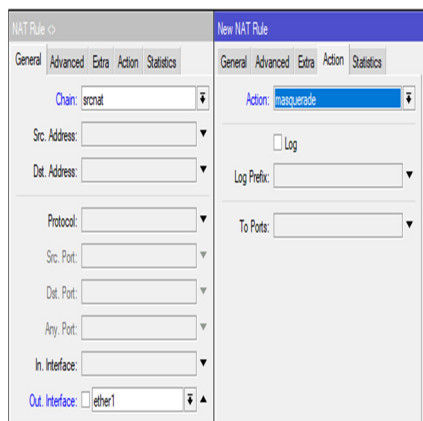 NAT Rule <>
General Advanced Extra Action Statistics
Chain: srcnat
Src. Address:
Dst. Address:
Protocol:
Src. Port:
Dst. Port:
Any. Port:
In. Interface:
Out. Interface: ether1
New NAT Rule
General Advanced Extra Action Statistics
Action: masquerade
Log
Log Prefix:
To Ports: